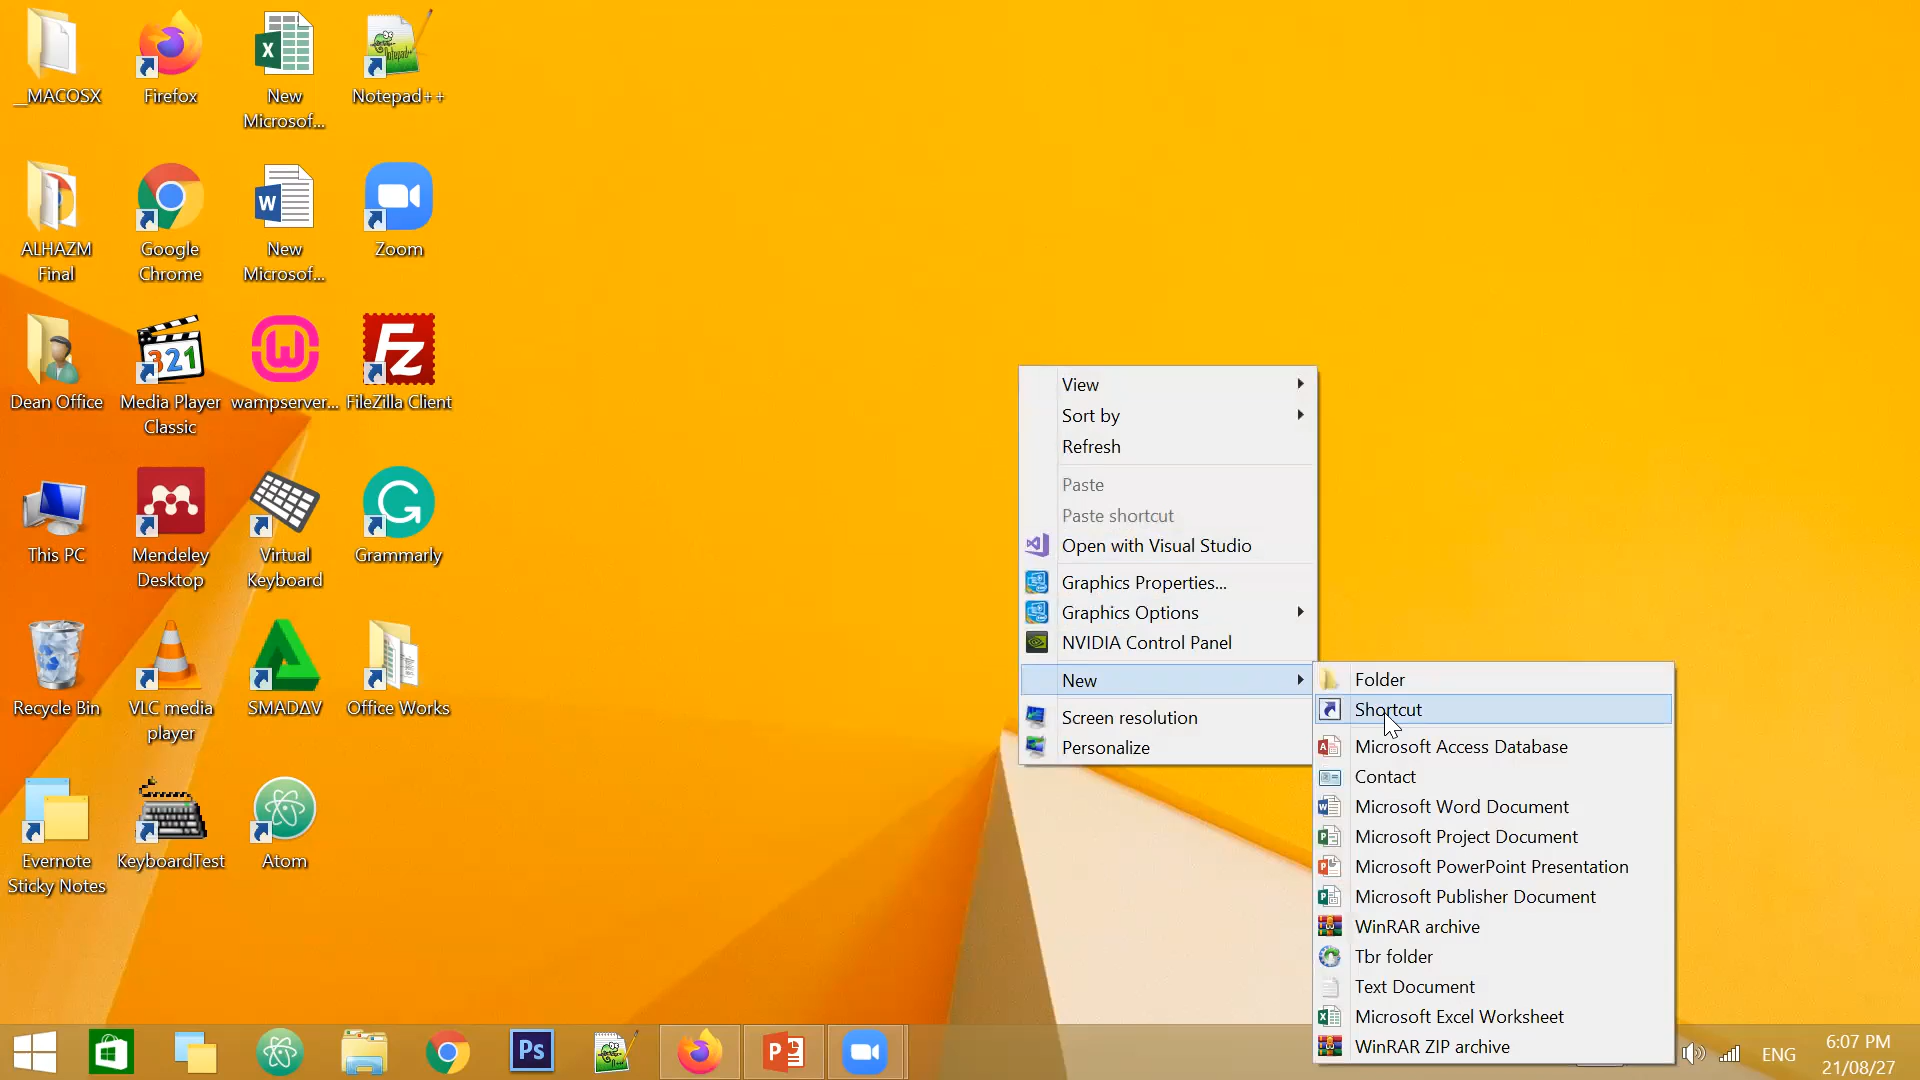 __MACOSX
Firefox
New
Microsof...
Notepad++
ALHAZM
Final
Google
Chrome
New
Microsof...
Zoom
Dean Office
321
Media Player
Classic
wampserver...
Fz
FileZilla Client
This PC
Mendeley
Desktop
Virtual
Keyboard
Grammarly
Recycle Bin
VLC media
player
SMADΔV
Office Works
Evernote
Sticky Notes
KeyboardTest
Atom
View
Sort by
Refresh
Paste
Paste shortcut
Open with Visual Studio
Graphics Properties...
Graphics Options
NVIDIA Control Panel
New
Screen resolution
Personalize
Folder
Shortcut
Microsoft Access Database
Contact
Microsoft Word Document
Microsoft Project Document
Microsoft PowerPoint Presentation
Microsoft Publisher Document
WinRAR archive
Tbr folder
Text Document
Microsoft Excel Worksheet
WinRAR ZIP archive
Ps
ENG
6:07 PM
21/08/27